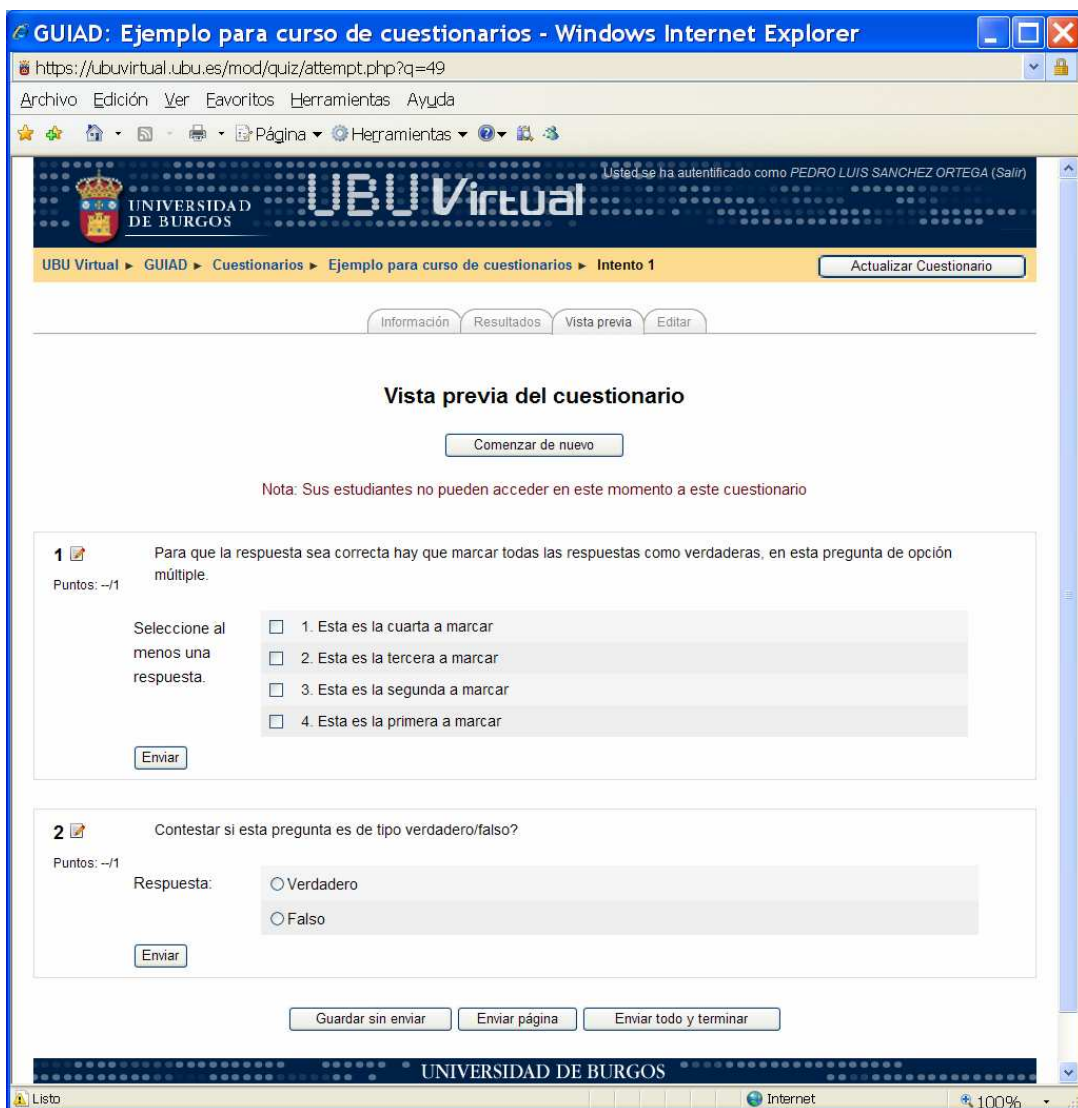 GUIAD: Ejemplo para curso de cuestionarios - Windows Internet Explorer
https://ubuvirtual.ubu.es/mod/quiz/attempt.php?q=49
Archivo Edición Ver Favoritos Herramientas Ayuda
Página Herramientas
Usted se ha autentificado como PEDRO LUIS SANCHEZ ORTEGA (Salir)
UNIVERSIDAD
DE BURGOS
UBU Virtual
UBU Virtual ► GUIAD ► Cuestionarios ► Ejemplo para curso de cuestionarios ► Intento 1
Actualizar Cuestionario
Información Resultados Vista previa Editar
Vista previa del cuestionario
Comenzar de nuevo
Nota: Sus estudiantes no pueden acceder en este momento a este cuestionario
1
Para que la respuesta sea correcta hay que marcar todas las respuestas como verdaderas, en esta pregunta de opción
múltiple.
Puntos: --/1
Seleccione al
menos una
respuesta.
1. Esta es la cuarta a marcar
2. Esta es la tercera a marcar
3. Esta es la segunda a marcar
4. Esta es la primera a marcar
Enviar
2
Contestar si esta pregunta es de tipo verdadero/falso?
Puntos: --/1
Respuesta:
Verdadero
Falso
Enviar
Guardar sin enviar Enviar página Enviar todo y terminar
UNIVERSIDAD DE BURGOS
Listo Internet 100%